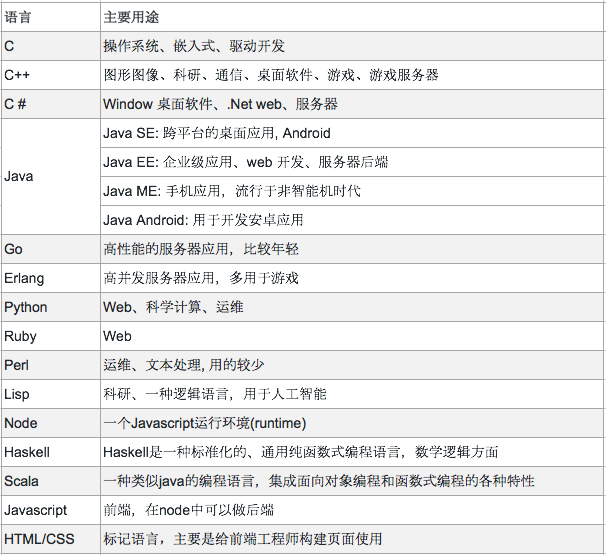 语言 主要用途
C 操作系统、嵌入式、驱动开发
C++ 图形图像、科研、通信、桌面软件、游戏、游戏服务器
C # Window 桌面软件、.Net web、服务器
Java Java SE: 跨平台的桌面应用, Android
Java EE: 企业级应用、web 开发、服务器后端
Java ME: 手机应用，流行于非智能机时代
Java Android: 用于开发安卓应用
Go 高性能的服务器应用，比较年轻
Erlang 高并发服务器应用，多用于游戏
Python Web、科学计算、运维
Ruby Web
Perl 运维、文本处理, 用的较少
Lisp 科研、一种逻辑语言，用于人工智能
Node 一个Javascript运行环境(runtime)
Haskell Haskell是一种标准化的、通用纯函数式编程语言，数学逻辑方面
Scala 一种类似java的编程语言，集成面向对象编程和函数式编程的各种特性
Javascript 前端，在node中可以做后端
HTML/CSS 标记语言，主要是给前端工程师构建页面使用